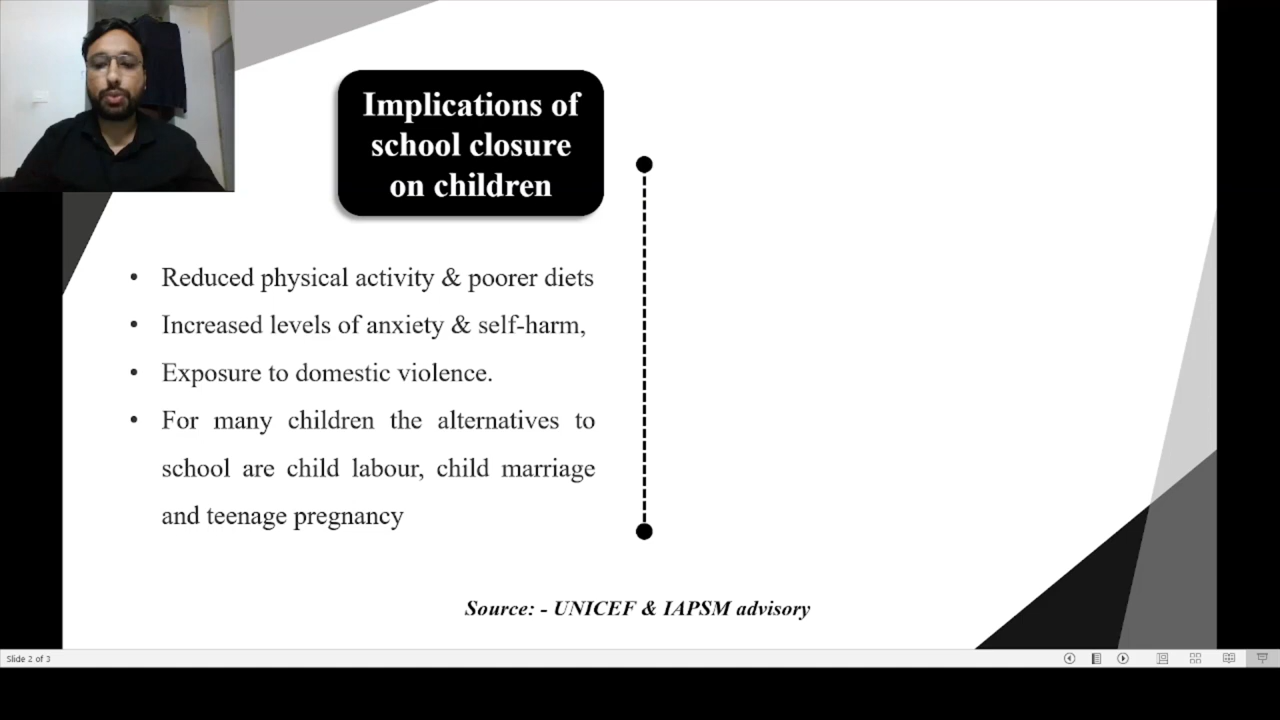 Implications of
school closure
on children
• Reduced physical activity & poorer diets
• Increased levels of anxiety & self-harm,
• Exposure to domestic violence.
• For many children the alternatives to
school are child labour, child marriage
and teenage pregnancy
Source: - UNICEF & IAPSM advisory
Slide 2 of 3